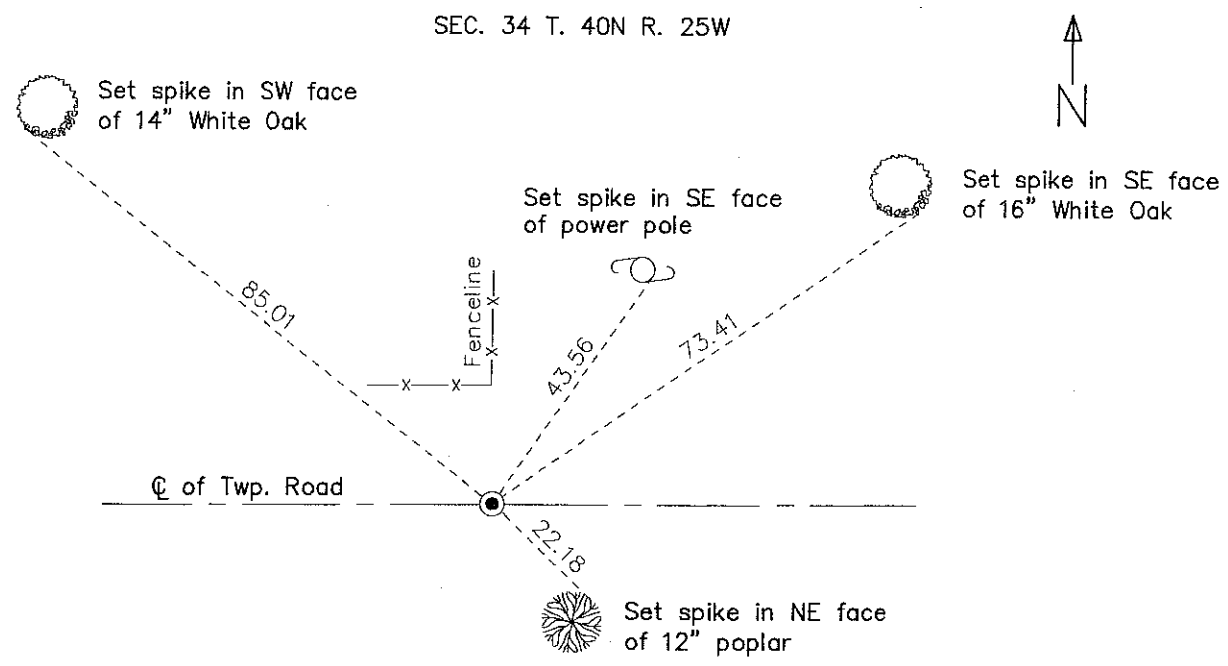 SEC. 34 T. 40N R. 25W
N
Set spike in SW face
of 14" White Oak
Set spike in SE face
of power pole
Set spike in SE face
of 16" White Oak
85.01
Fenceline
43.56
73.41
℄ of Twp. Road
22.18
Set spike in NE face
of 12" poplar